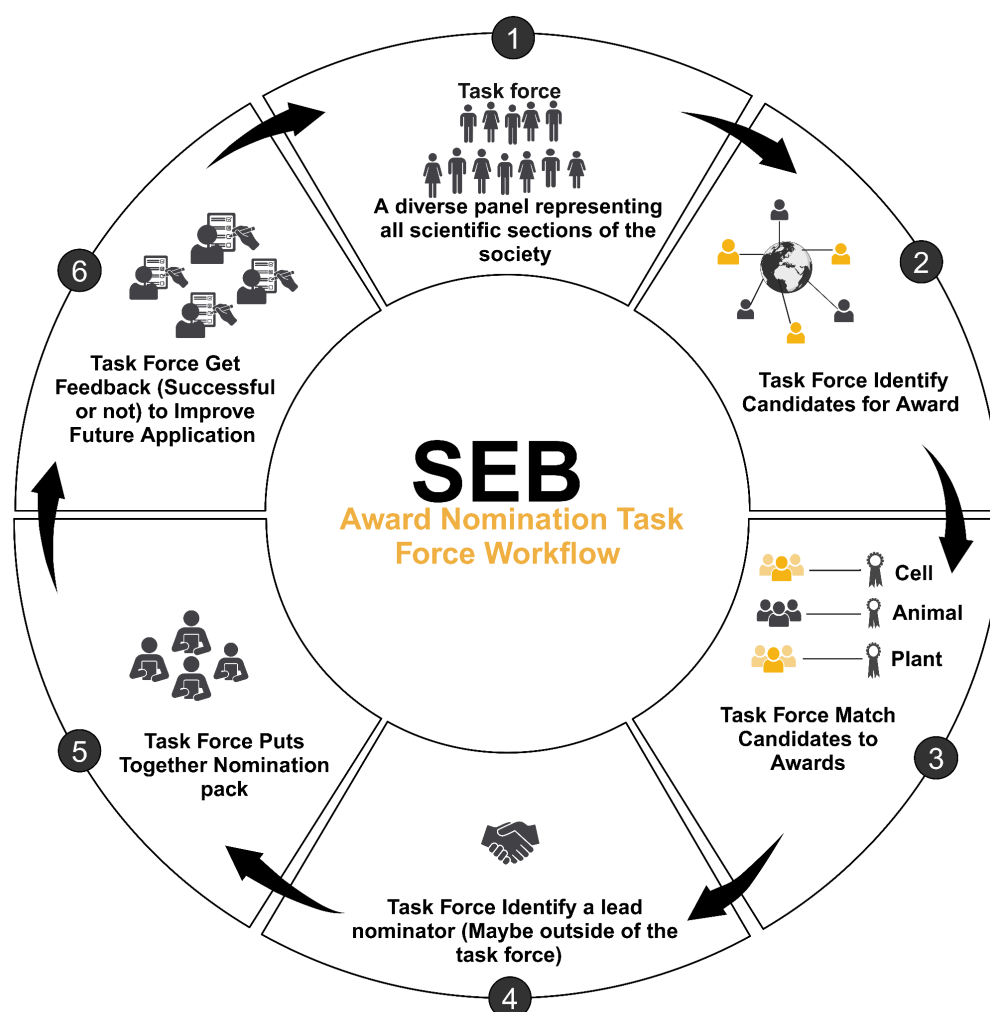 1
Task force
A diverse panel representing
all scientific sections of the
society
2
Task Force Identify
Candidates for Award
Cell
Animal
Plant
Task Force Match
Candidates to
Awards
3
Task Force Identify a lead
nominator (Maybe outside of the
task force)
4
Task Force Puts
Together Nomination
pack
5
6
Task Force Get
Feedback (Successful
or not) to Improve
Future Application
SEB
Award Nomination Task
Force Workflow